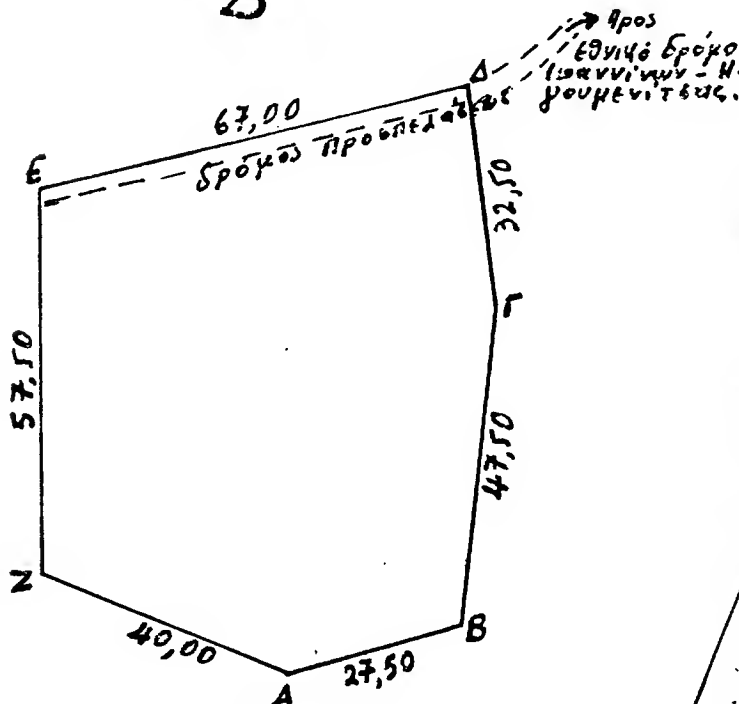 Β
Δ
προς
Εθνικό δρόμο
Ιωαννίνων - Η
γουμενίτσας.
67,00
δρόμος προσπελάσεως
Ε
32,50
Γ
57,50
47,50
Ζ
40,00
27,50
Β
Α